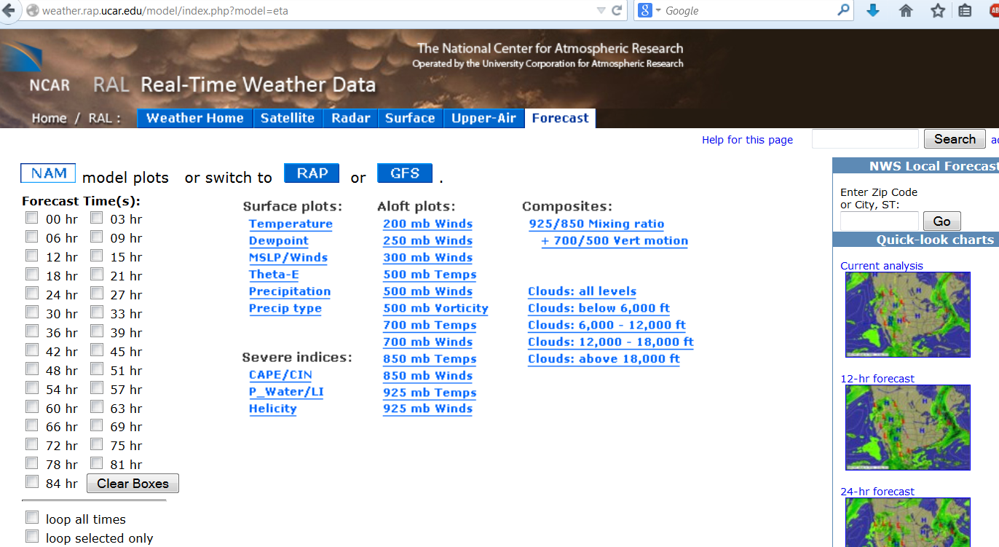 weather.rap.ucar.edu/model/index.php?model=eta
8 Google
The National Center for Atmospheric Research
Operated by the University Corporation for Atmospheric Research
NCAR RAL Real-Time Weather Data
Home / RAL : Weather Home Satellite Radar Surface Upper-Air Forecast
Help for this page Search
NAM model plots or switch to RAP or GFS .
Forecast Time(s):
00 hr 03 hr
06 hr 09 hr
12 hr 15 hr
18 hr 21 hr
24 hr 27 hr
30 hr 33 hr
36 hr 39 hr
42 hr 45 hr
48 hr 51 hr
54 hr 57 hr
60 hr 63 hr
66 hr 69 hr
72 hr 75 hr
78 hr 81 hr
84 hr Clear Boxes
loop all times
loop selected only
Surface plots:
Temperature
Dewpoint
MSLP/Winds
Theta-E
Precipitation
Precip type
Severe indices:
CAPE/CIN
P_Water/LI
Helicity
Aloft plots:
200 mb Winds
250 mb Winds
300 mb Winds
500 mb Temps
500 mb Winds
500 mb Vorticity
700 mb Temps
700 mb Winds
850 mb Temps
850 mb Winds
925 mb Temps
925 mb Winds
Composites:
925/850 Mixing ratio
+ 700/500 Vert motion
Clouds: all levels
Clouds: below 6,000 ft
Clouds: 6,000 - 12,000 ft
Clouds: 12,000 - 18,000 ft
Clouds: above 18,000 ft
NWS Local Forecast
Enter Zip Code
or City, ST:
Go
Quick-look charts
Current analysis
12-hr forecast
24-hr forecast